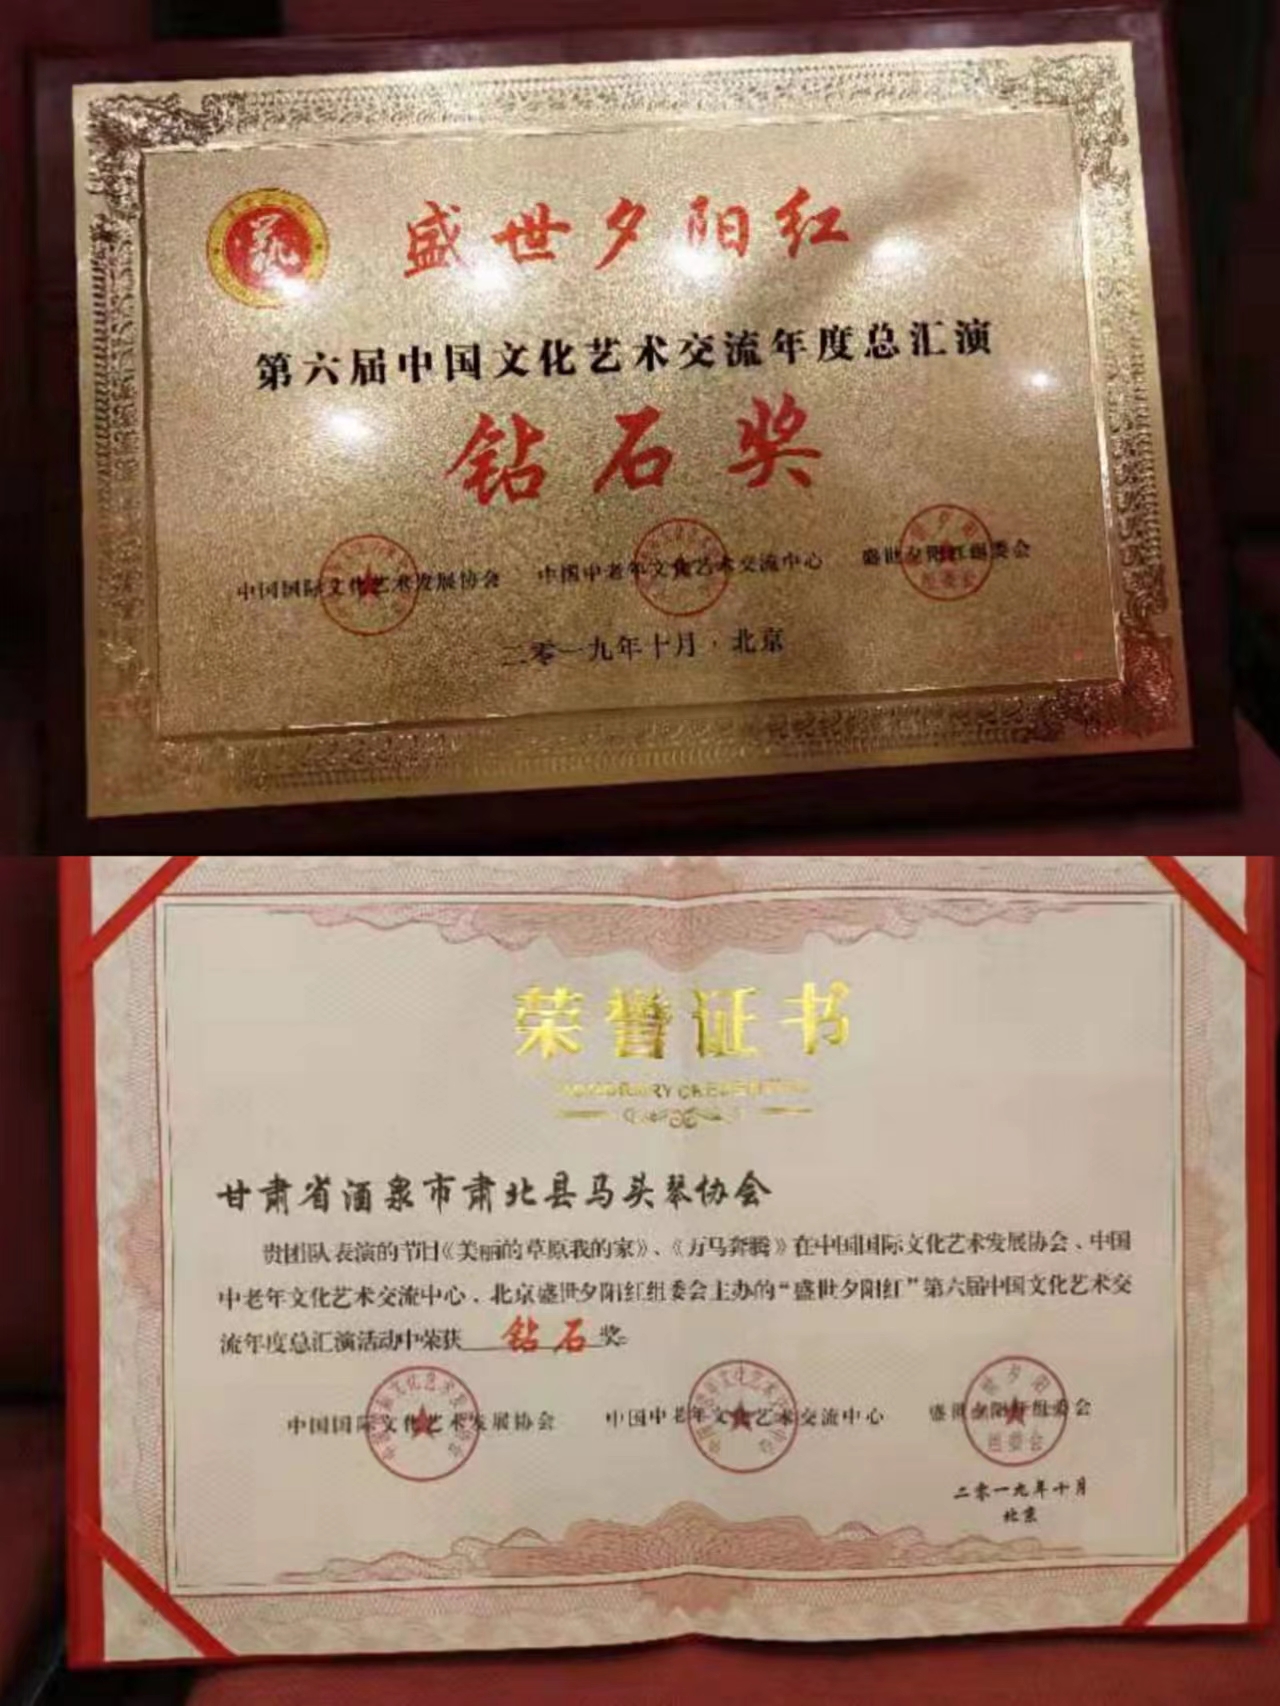 盛世夕阳红
第六届中国文化艺术交流年度总汇演
钻石奖
中国国际文化艺术发展协会 中国中老年文化艺术交流中心 盛世夕阳红组委会
二零一九年十月·北京
荣誉证书
甘肃省酒泉市肃北县马头琴协会
贵团队表演的节目《美丽的草原我的家》、《万马奔腾》在中国国际文化艺术发展协会、中国
中老年文化艺术交流中心、北京盛世夕阳红组委会主办的“盛世夕阳红”第六届中国文化艺术交
流年度总汇演活动中荣获 钻石 奖。
中国国际文化艺术发展协会 中国中老年文化艺术交流中心 盛世夕阳红组委会
二零一九年十月
北京